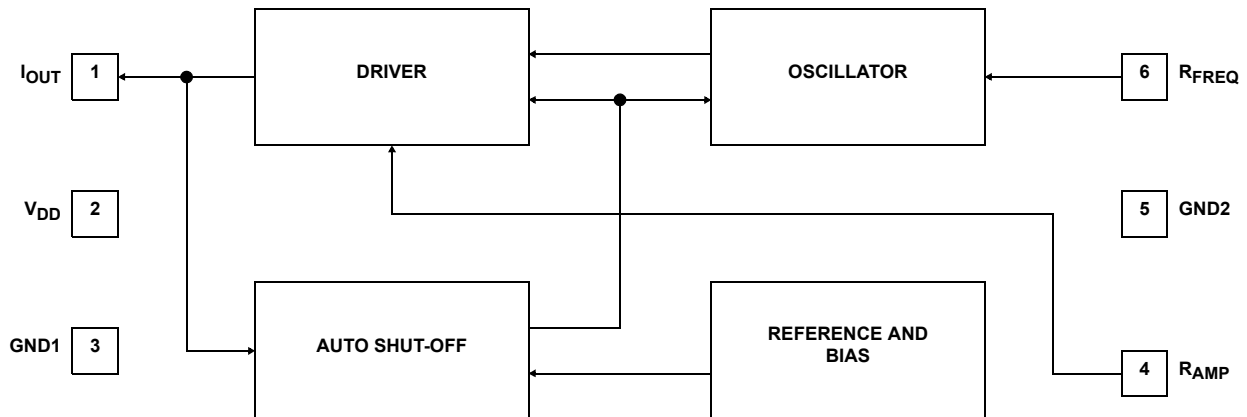 I_OUT 1 DRIVER OSCILLATOR 6 R_FREQ
V_DD 2 5 GND2
GND1 3 AUTO SHUT-OFF REFERENCE AND
BIAS 4 R_AMP